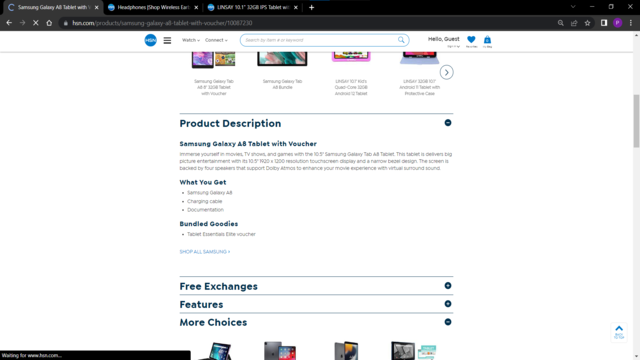 Samsung Galaxy A8 Tablet with V
Headphones | Shop Wireless Earb
LINSAY 10.1" 32GB IPS Tablet wit
hsn.com/products/samsung-galaxy-a8-tablet-with-voucher/10087230
P
HSN
Watch
Connect
Search by item # or keyword
Hello, Guest
Samsung Galaxy Tab
A8 8" 32GB Tablet
with Voucher
Samsung Galaxy Tab
A8 Bundle
LINSAY 10.1" Kid's
Quad-Core 32GB
Android 12 Tablet
LINSAY 32GB 10.1"
Android 11 Tablet with
Protective Case
Product Description
Samsung Galaxy A8 Tablet with Voucher
Immerse yourself in movies, TV shows, and games with the 10.5" Samsung Galaxy Tab A8 Tablet. This tablet is delivers big
picture entertainment with its 10.5" 1920 x 1200 resolution touchscreen display and a narrow bezel design. The screen is
backed by four speakers that support Dolby Atmos to enhance your movie experience with virtual surround sound.
What You Get
• Samsung Galaxy A8
• Charging cable
• Documentation
Bundled Goodies
• Tablet Essentials Elite voucher
SHOP ALL SAMSUNG >
Free Exchanges
Features
More Choices
BACK
TO TOP
Waiting for www.hsn.com...